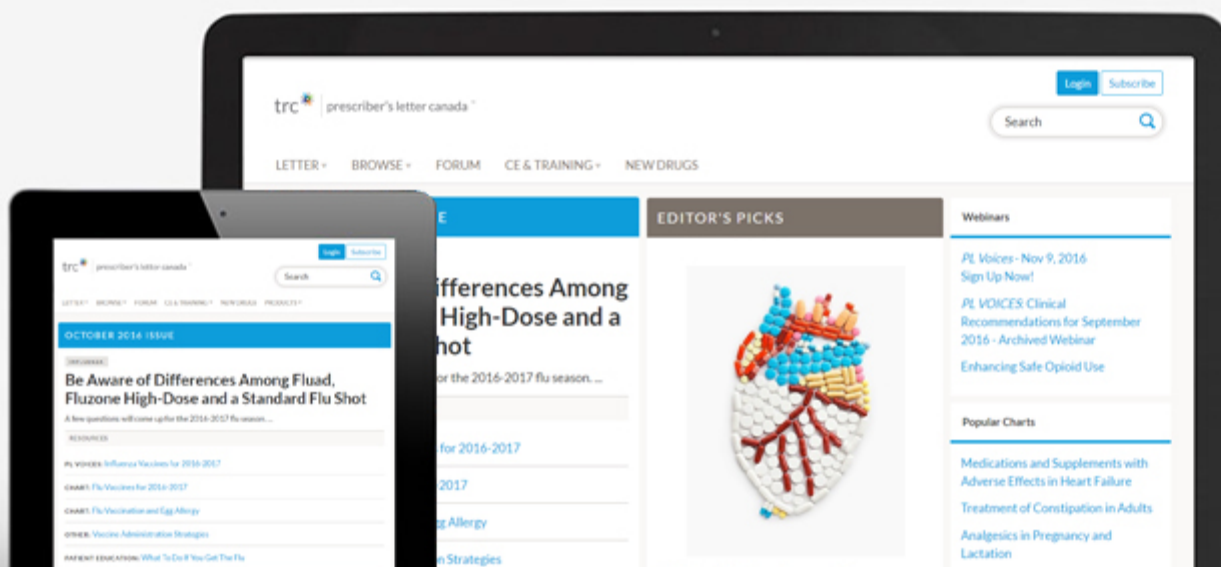 Login Subscribe
trc prescriber's letter canada ™
Search
LETTER BROWSE FORUM CE & TRAINING NEW DRUGS
E
ifferences Among
High-Dose and a
hot
or the 2016-2017 flu season. ...
for 2016-2017
2017
gg Allergy
n Strategies
EDITOR'S PICKS
Webinars
PL Voices - Nov 9, 2016
Sign Up Now!
PL VOICES: Clinical
Recommendations for September
2016 - Archived Webinar
Enhancing Safe Opioid Use
Popular Charts
Medications and Supplements with
Adverse Effects in Heart Failure
Treatment of Constipation in Adults
Analgesics in Pregnancy and
Lactation
Login Subscribe
trc prescriber's letter canada
Search
LETTER BROWSE FORUM CE & TRAINING NEW DRUGS PRODUCTS
OCTOBER 2016 ISSUE
INFLUENZA
Be Aware of Differences Among Fluad,
Fluzone High-Dose and a Standard Flu Shot
A few questions will come up for the 2016-2017 flu season. ...
RESOURCES
PL VOICES: Influenza Vaccines for 2016-2017
CHART: Flu Vaccines for 2016-2017
CHART: Flu Vaccination and Egg Allergy
OTHER: Vaccine Administration Strategies
PATIENT EDUCATION: What To Do If You Get The Flu